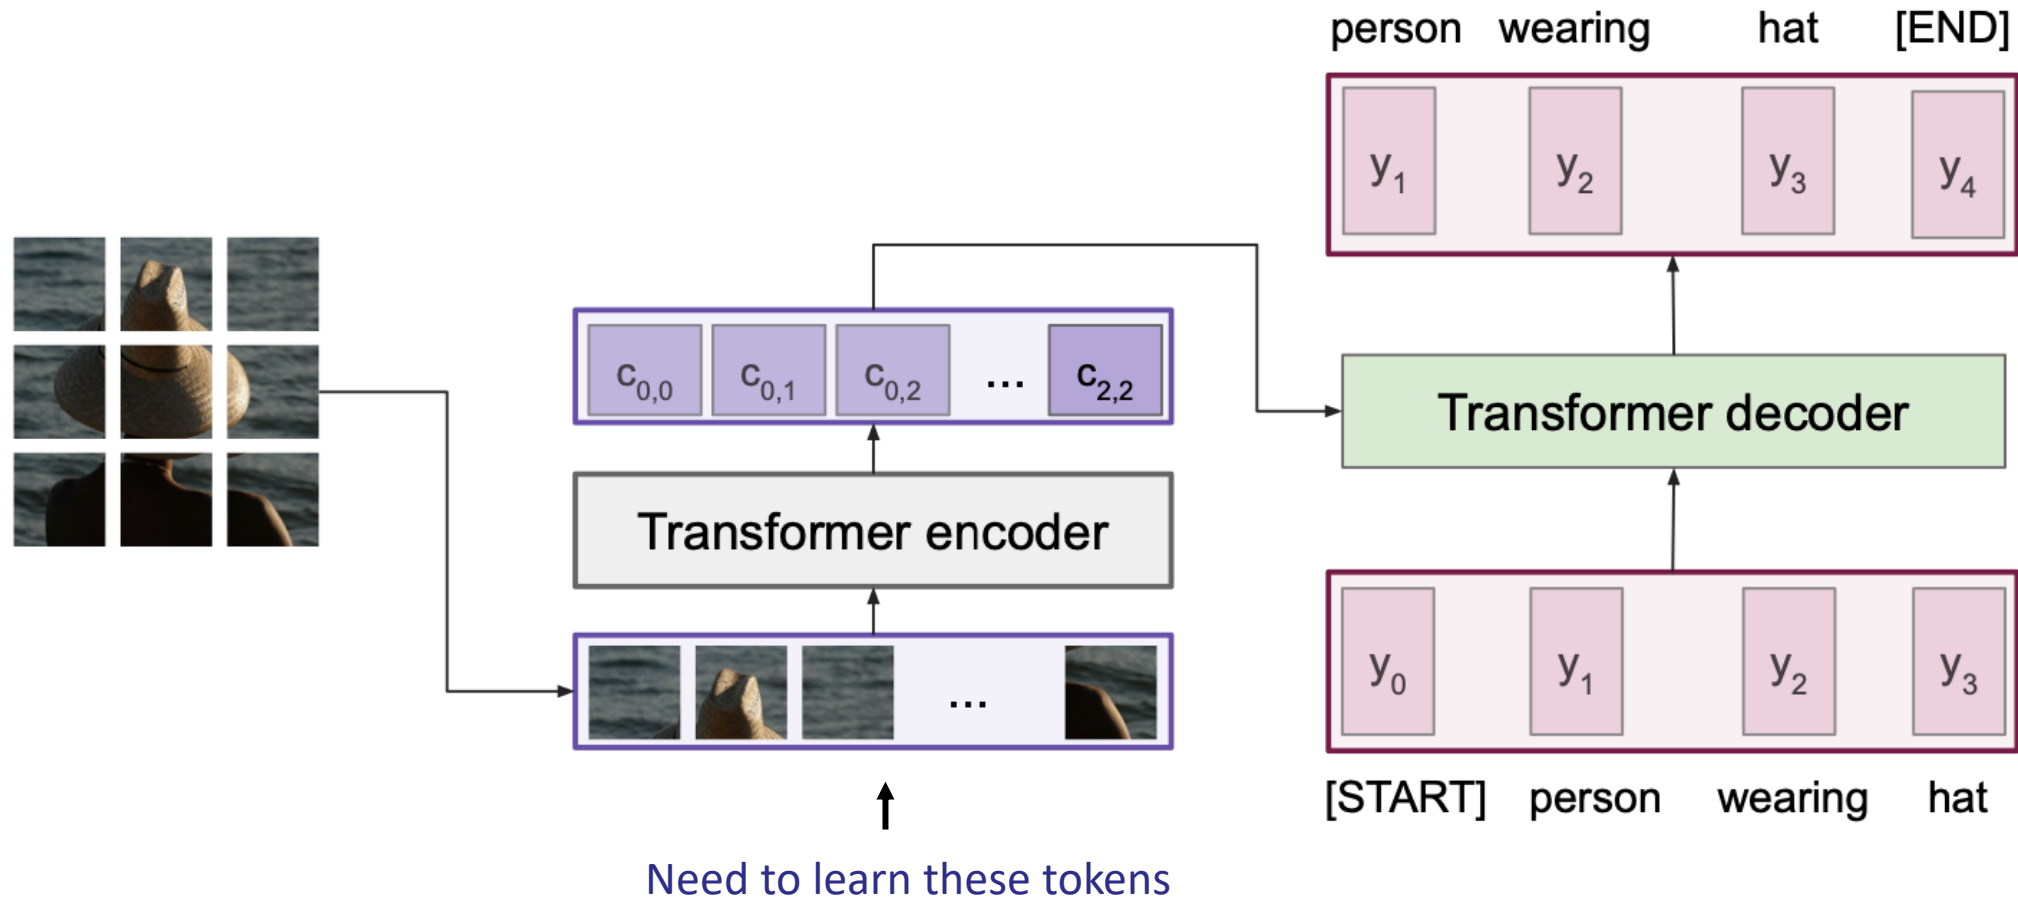 person wearing hat [END]
y1 y2 y3 y4
c0,0 c0,1 c0,2 ... c2,2
Transformer decoder
Transformer encoder
...
y0 y1 y2 y3
[START] person wearing hat
Need to learn these tokens